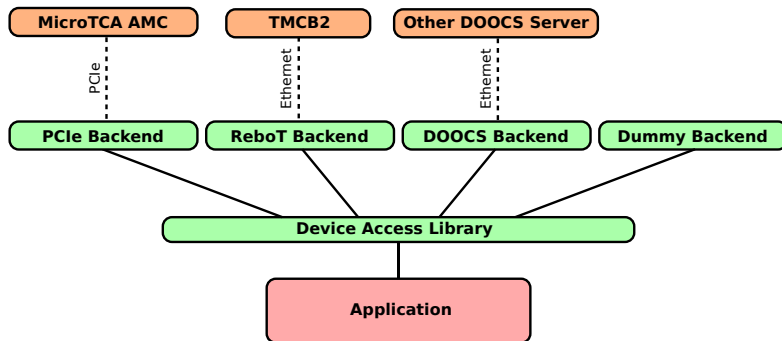 MicroTCA AMC
TMCB2
Other DOOCS Server
PCIe
Ethernet
Ethernet
PCIe Backend
ReboT Backend
DOOCS Backend
Dummy Backend
Device Access Library
Application